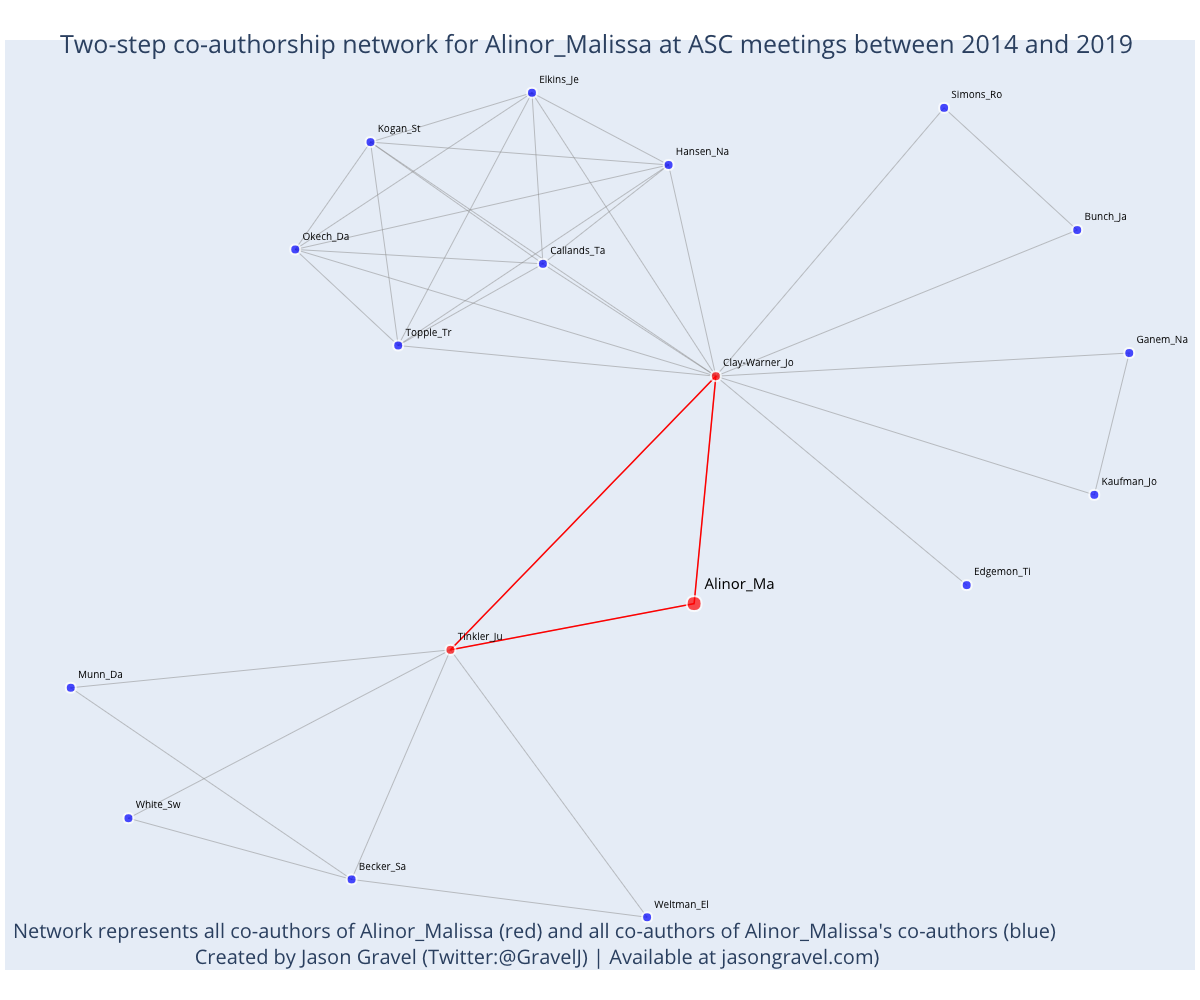 Two-step co-authorship network for Alinor_Malissa at ASC meetings between 2014 and 2019
Elkins_Je
Simons_Ro
Kogan_St
Hansen_Na
Bunch_Ja
Okech_Da
Callands_Ta
Topple_Tr
Ganem_Na
Clay-Warner_Jo
Kaufman_Jo
Edgemon_Ti
Alinor_Ma
Tinkler_Ju
Munn_Da
White_Sw
Becker_Sa
Weltman_El
Network represents all co-authors of Alinor_Malissa (red) and all co-authors of Alinor_Malissa's co-authors (blue)
Created by Jason Gravel (Twitter:@GravelJ) | Available at jasongravel.com)